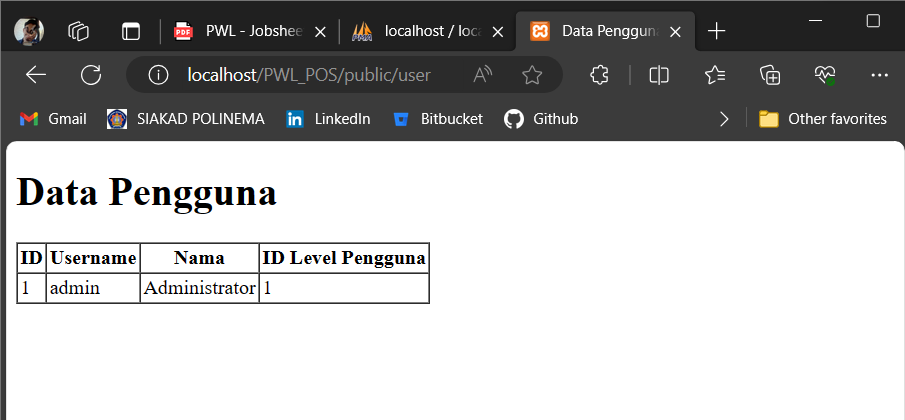 PWL - Jobshee
localhost / loca
Data Pengguna
localhost/PWL_POS/public/user
Gmail
SIAKAD POLINEMA
LinkedIn
Bitbucket
Github
Other favorites
Data Pengguna
ID Username Nama ID Level Pengguna
1 admin Administrator 1